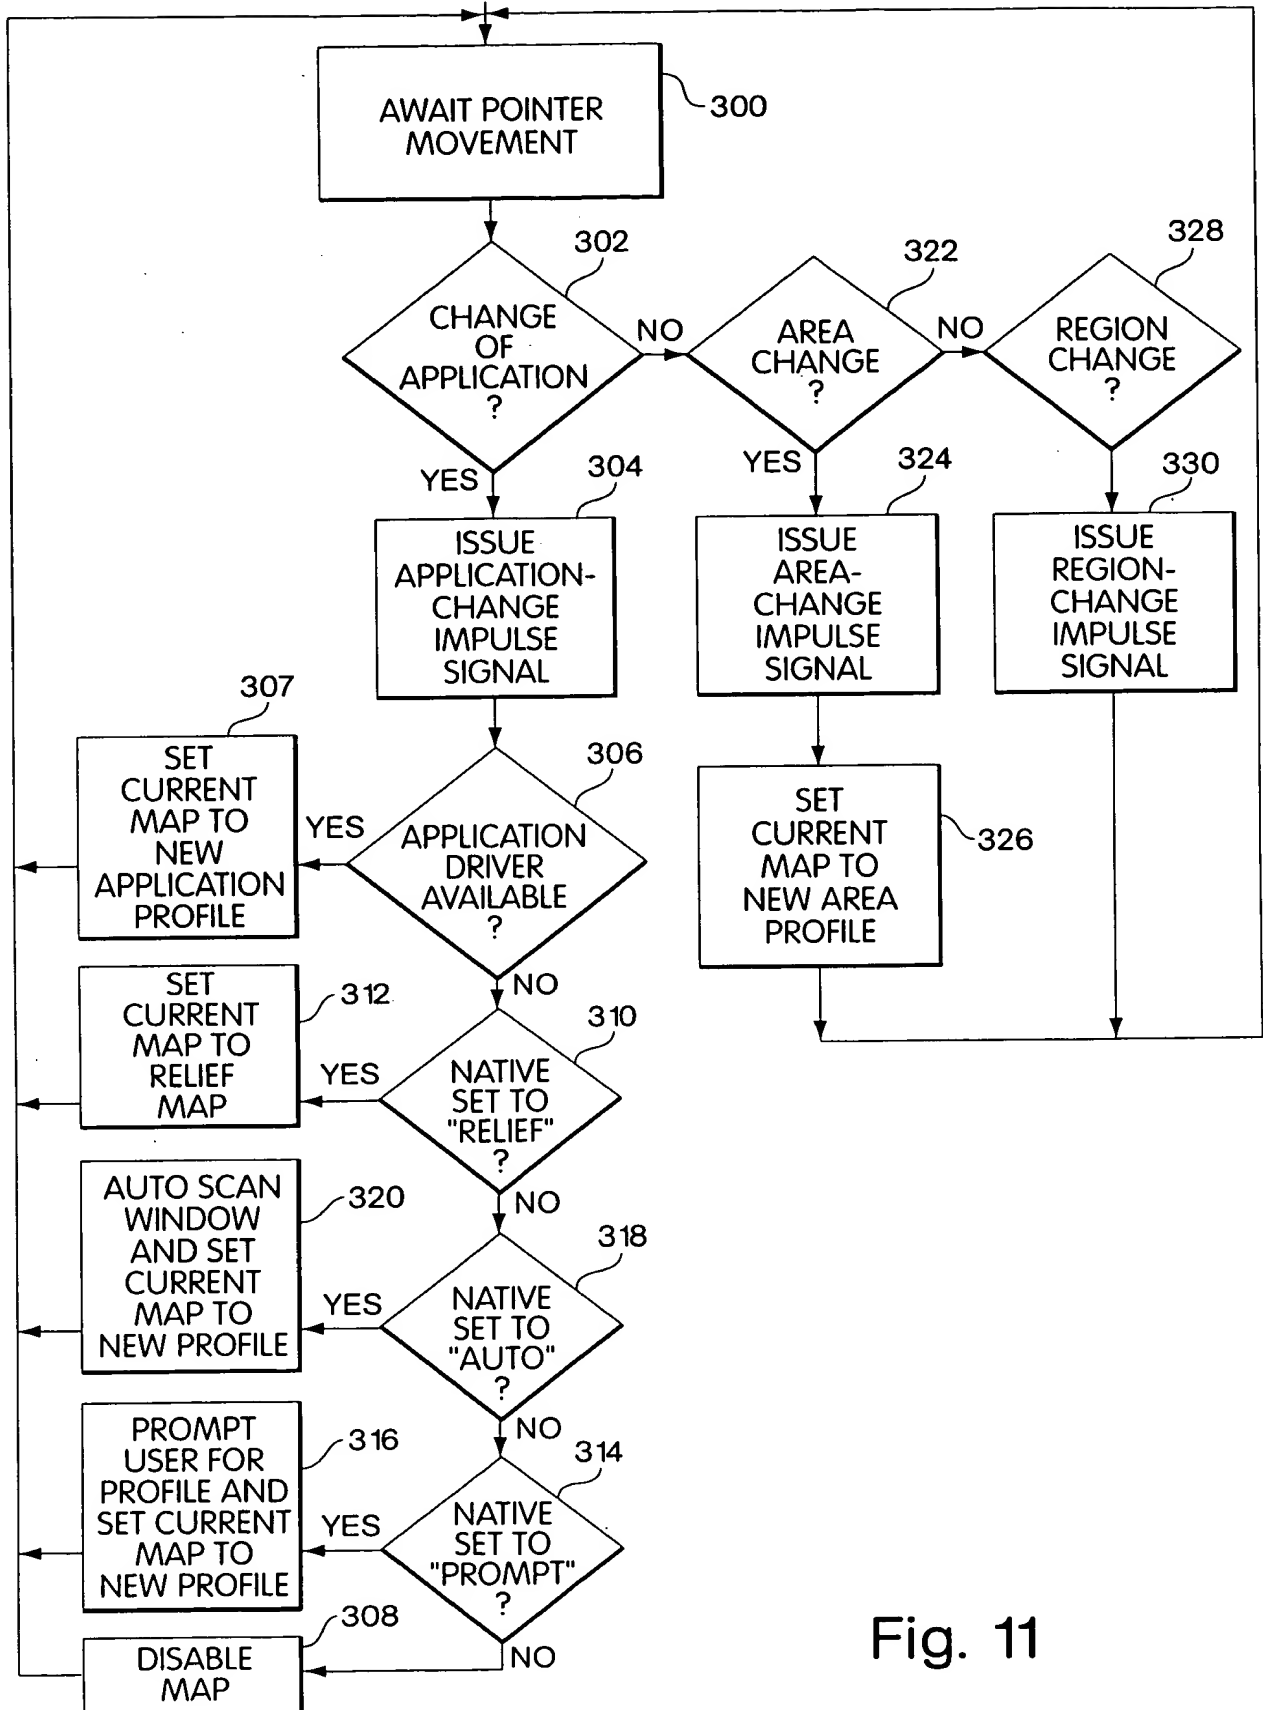 AWAIT POINTER
MOVEMENT
300
302
CHANGE
OF
APPLICATION
?
NO
YES
322
AREA
CHANGE
?
NO
YES
328
REGION
CHANGE
?
304
ISSUE
APPLICATION-
CHANGE
IMPULSE
SIGNAL
324
ISSUE
AREA-
CHANGE
IMPULSE
SIGNAL
330
ISSUE
REGION-
CHANGE
IMPULSE
SIGNAL
307
SET
CURRENT
MAP TO
NEW
APPLICATION
PROFILE
YES
306
APPLICATION
DRIVER
AVAILABLE
?
NO
SET
CURRENT
MAP TO
NEW AREA
PROFILE
326
SET
CURRENT
MAP TO
RELIEF
MAP
312
YES
310
NATIVE
SET TO
"RELIEF"
?
NO
AUTO SCAN
WINDOW
AND SET
CURRENT
MAP TO
NEW PROFILE
320
YES
318
NATIVE
SET TO
"AUTO"
?
NO
PROMPT
USER FOR
PROFILE AND
SET CURRENT
MAP TO
NEW PROFILE
316
YES
314
NATIVE
SET TO
"PROMPT"
?
NO
308
DISABLE
MAP
Fig. 11